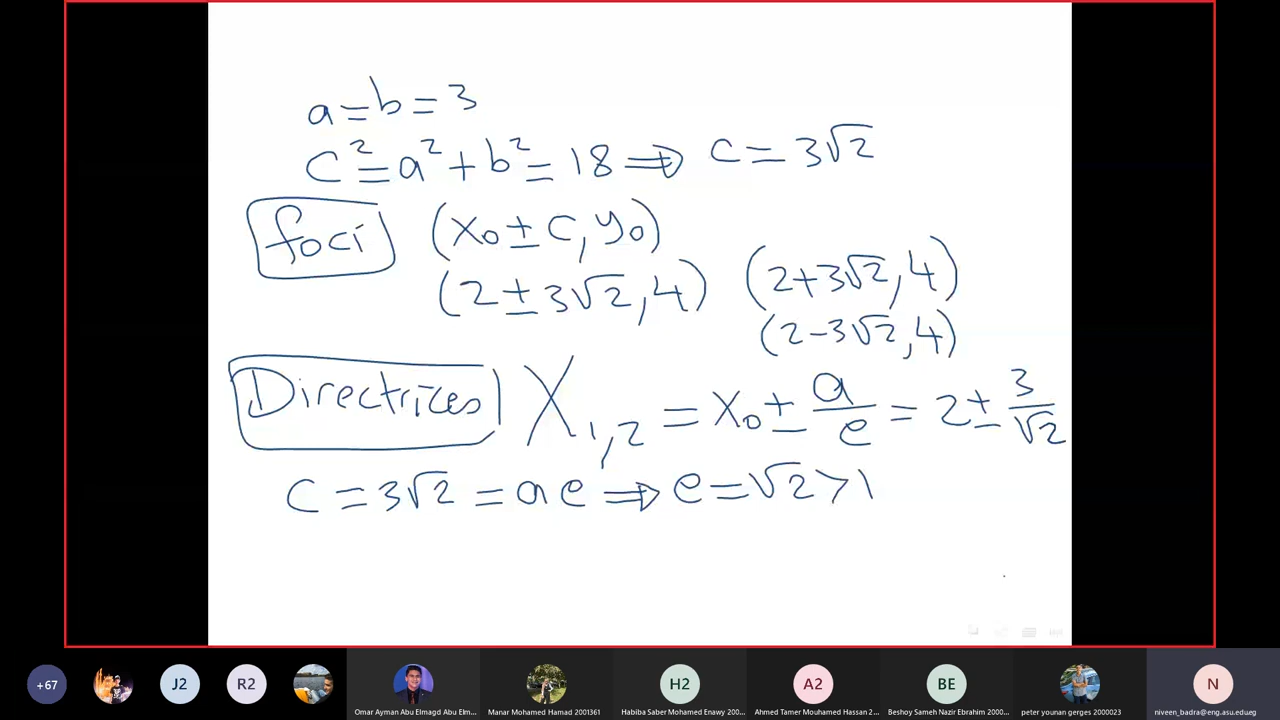 a = b = 3
c² = a² + b² = 18 ⇒ c = 3√2
foci (x₀ ± c, y₀)
(2 ± 3√2, 4) (2+3√2, 4)
(2-3√2, 4)
Directrices X₁,₂ = x₀ ± a/e = 2 ± 3/√2
c = 3√2 = ae ⇒ e = √2 > 1
+67 J2 R2 H2 A2 BE N
Omar Ayman Abu Elmagd Abu Elm... Manar Mohamed Hamad 2001361 Habiba Saber Mohamed Enawy 200... Ahmed Tamer Mouhamed Hassan 2... Beshoy Sameh Nazir Ebrahim 2000... peter younan gerges 2000023 niveen_badra@eng.asu.edueg